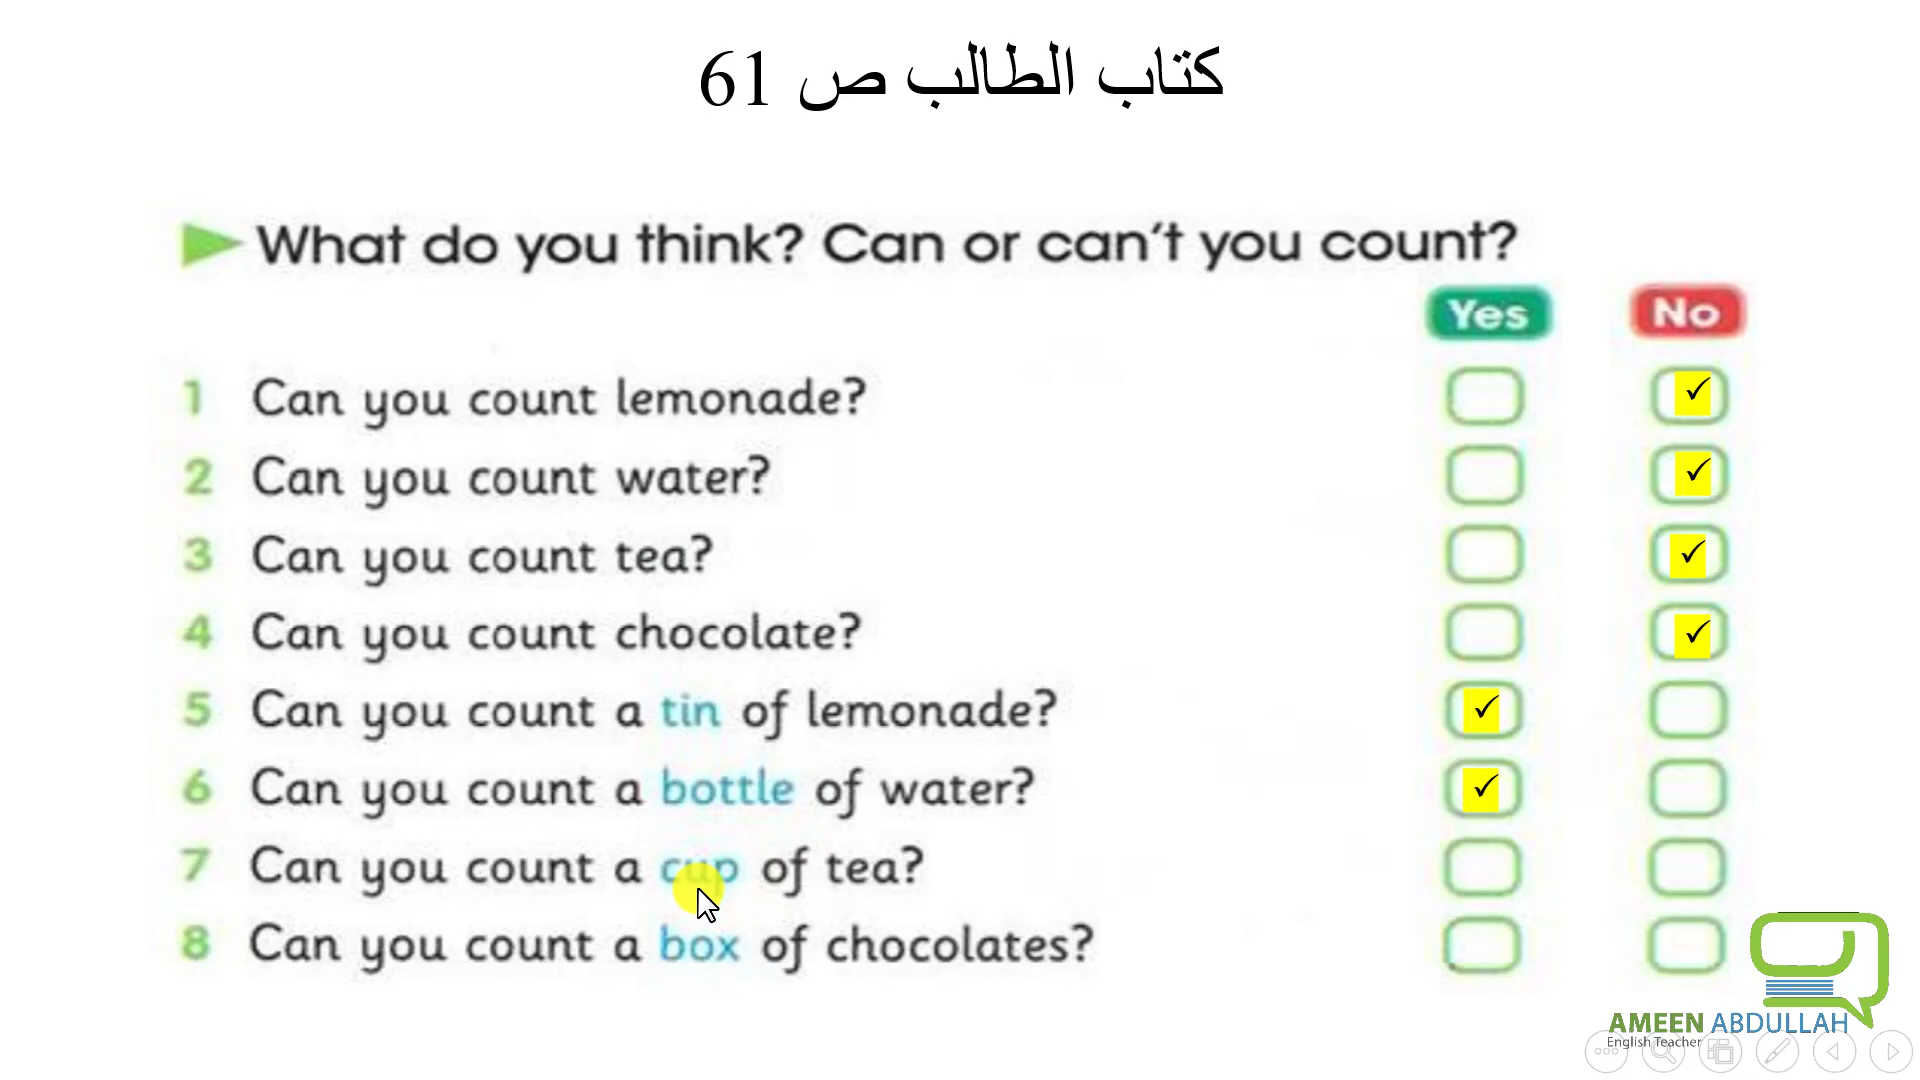 كتاب الطالب ص 61
What do you think? Can or can't you count?
Yes No
1 Can you count lemonade? ✓
2 Can you count water? ✓
3 Can you count tea? ✓
4 Can you count chocolate? ✓
5 Can you count a tin of lemonade? ✓
6 Can you count a bottle of water? ✓
7 Can you count a cup of tea?
8 Can you count a box of chocolates?
AMEEN ABDULLAH
English Teacher